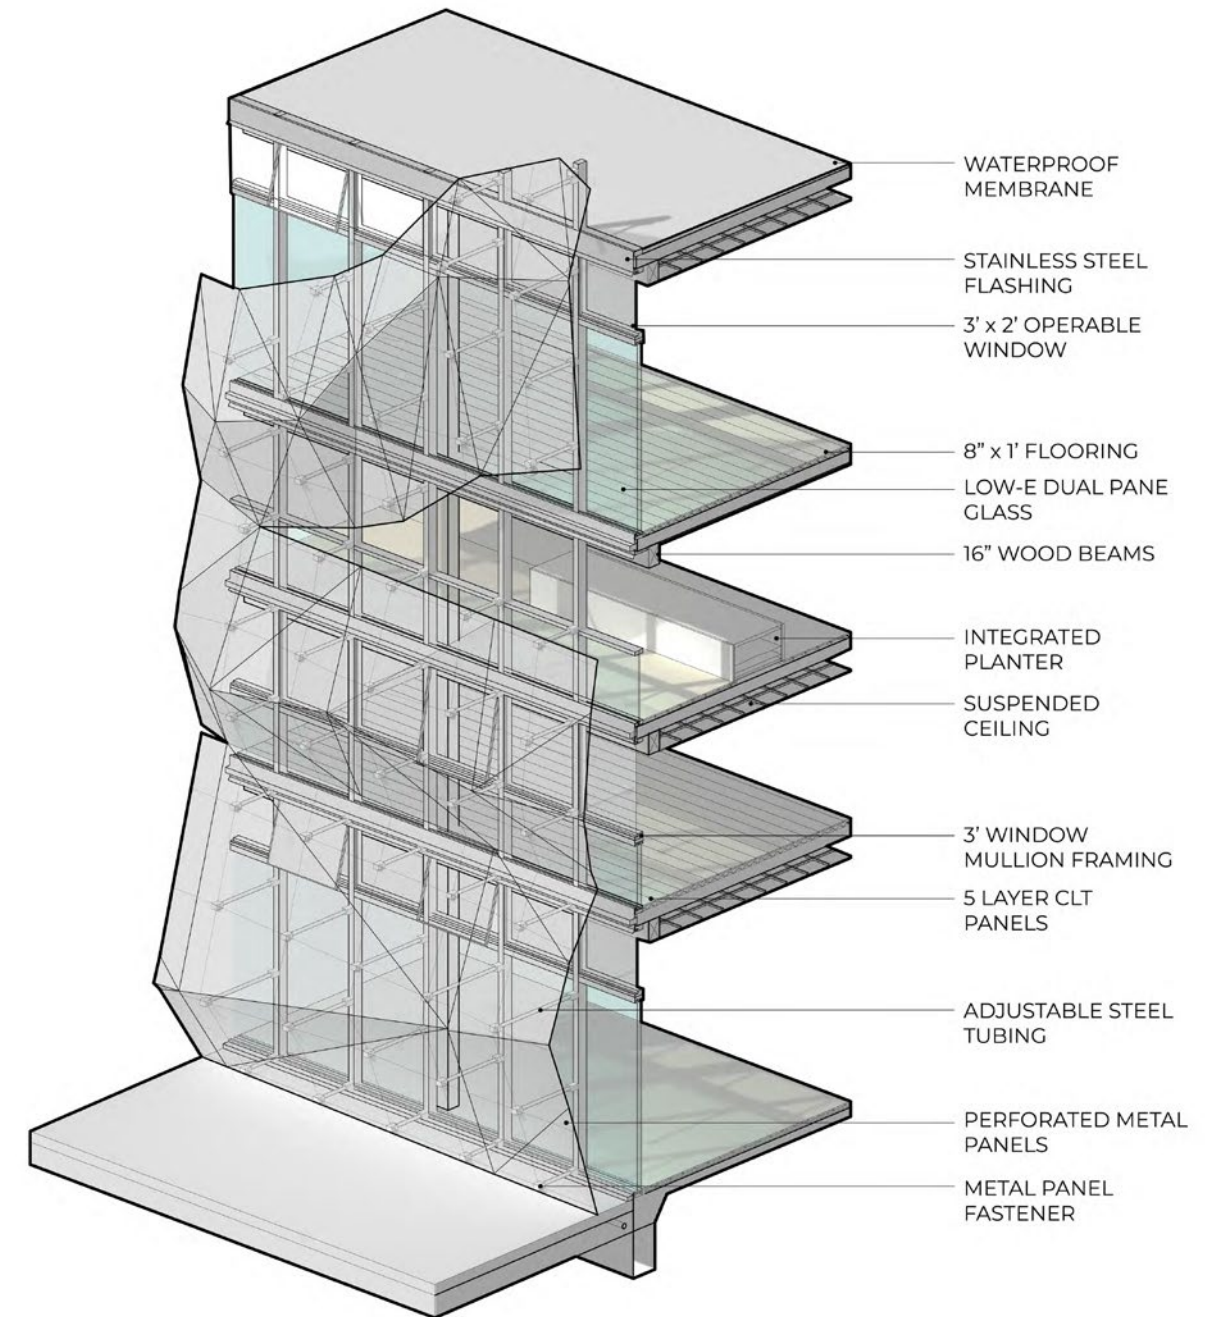 WATERPROOF
MEMBRANE
STAINLESS STEEL
FLASHING
3’ x 2’ OPERABLE
WINDOW
8” x 1’ FLOORING
LOW-E DUAL PANE
GLASS
16” WOOD BEAMS
INTEGRATED
PLANTER
SUSPENDED
CEILING
3’ WINDOW
MULLION FRAMING
5 LAYER CLT
PANELS
ADJUSTABLE STEEL
TUBING
PERFORATED METAL
PANELS
METAL PANEL
FASTENER